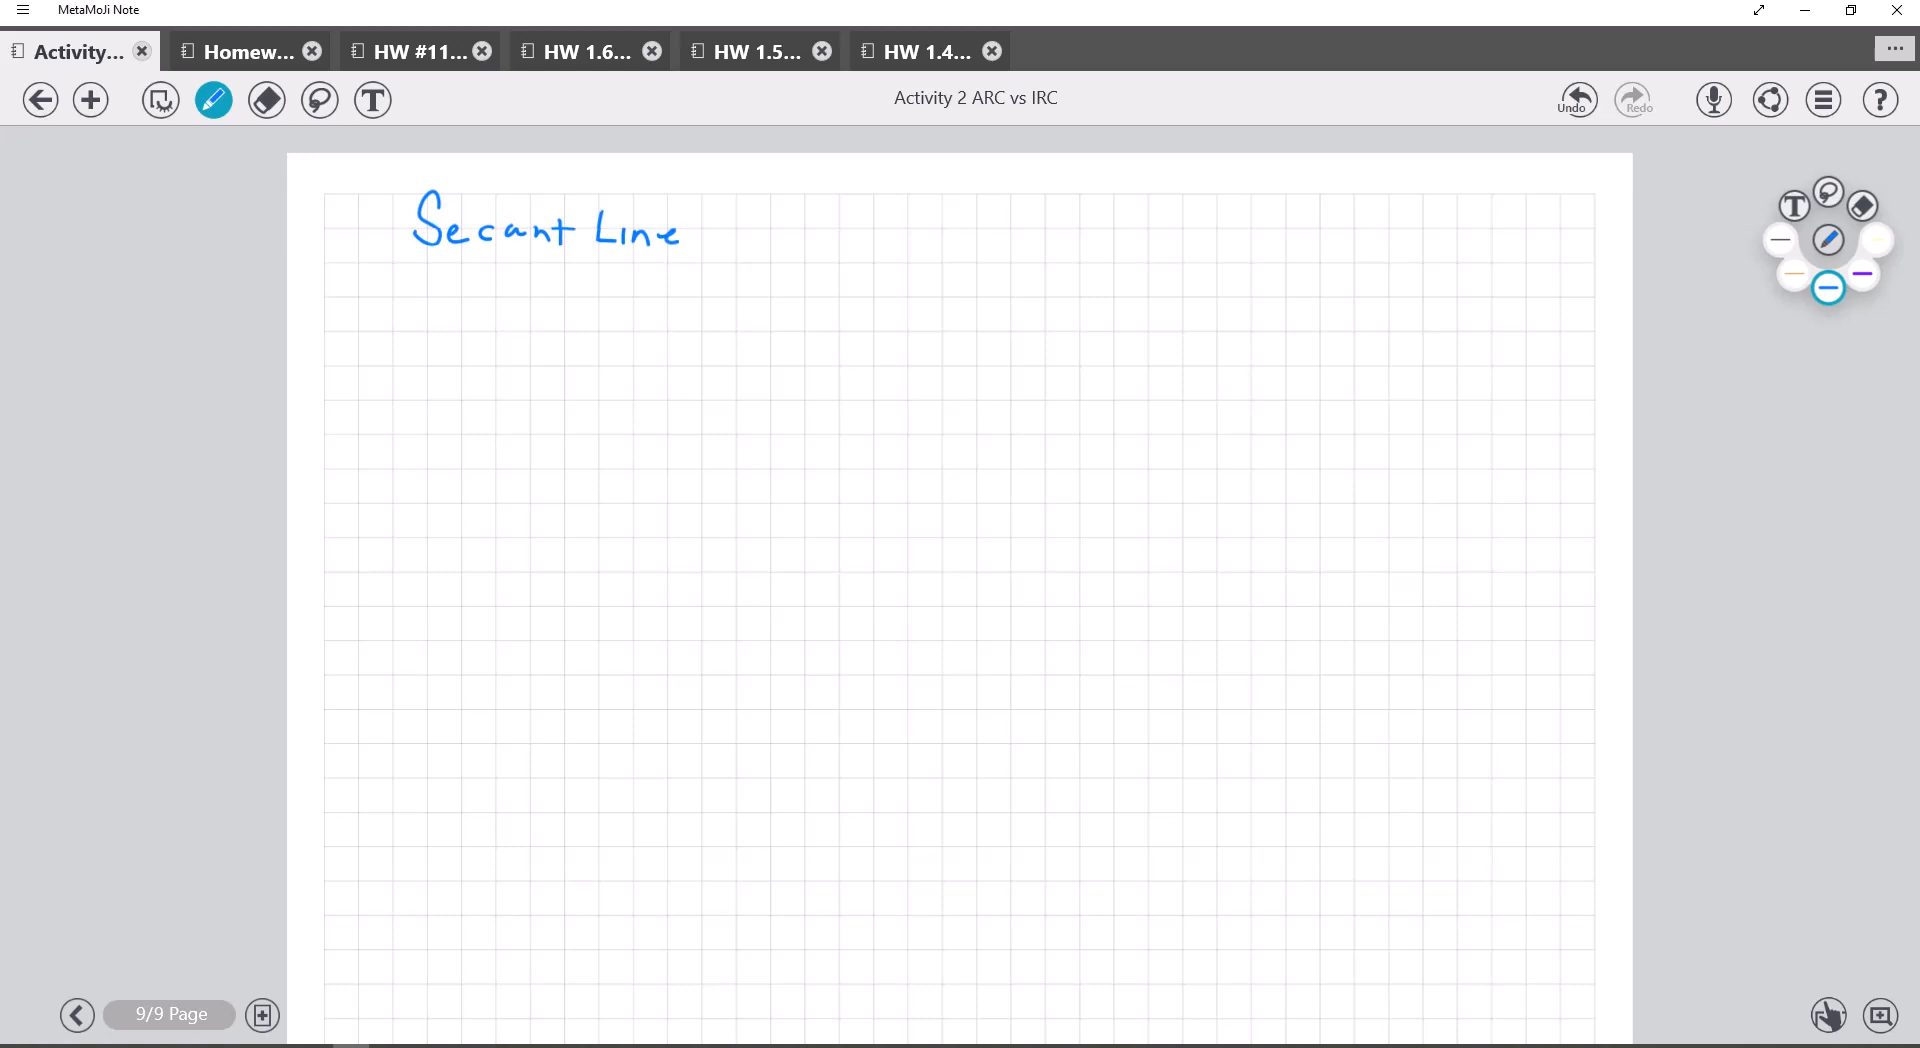 MetaMoJi Note
Activity... Homew... HW #11... HW 1.6... HW 1.5... HW 1.4...
T Activity 2 ARC vs IRC Undo Redo ?
Secant Line
T
9/9 Page